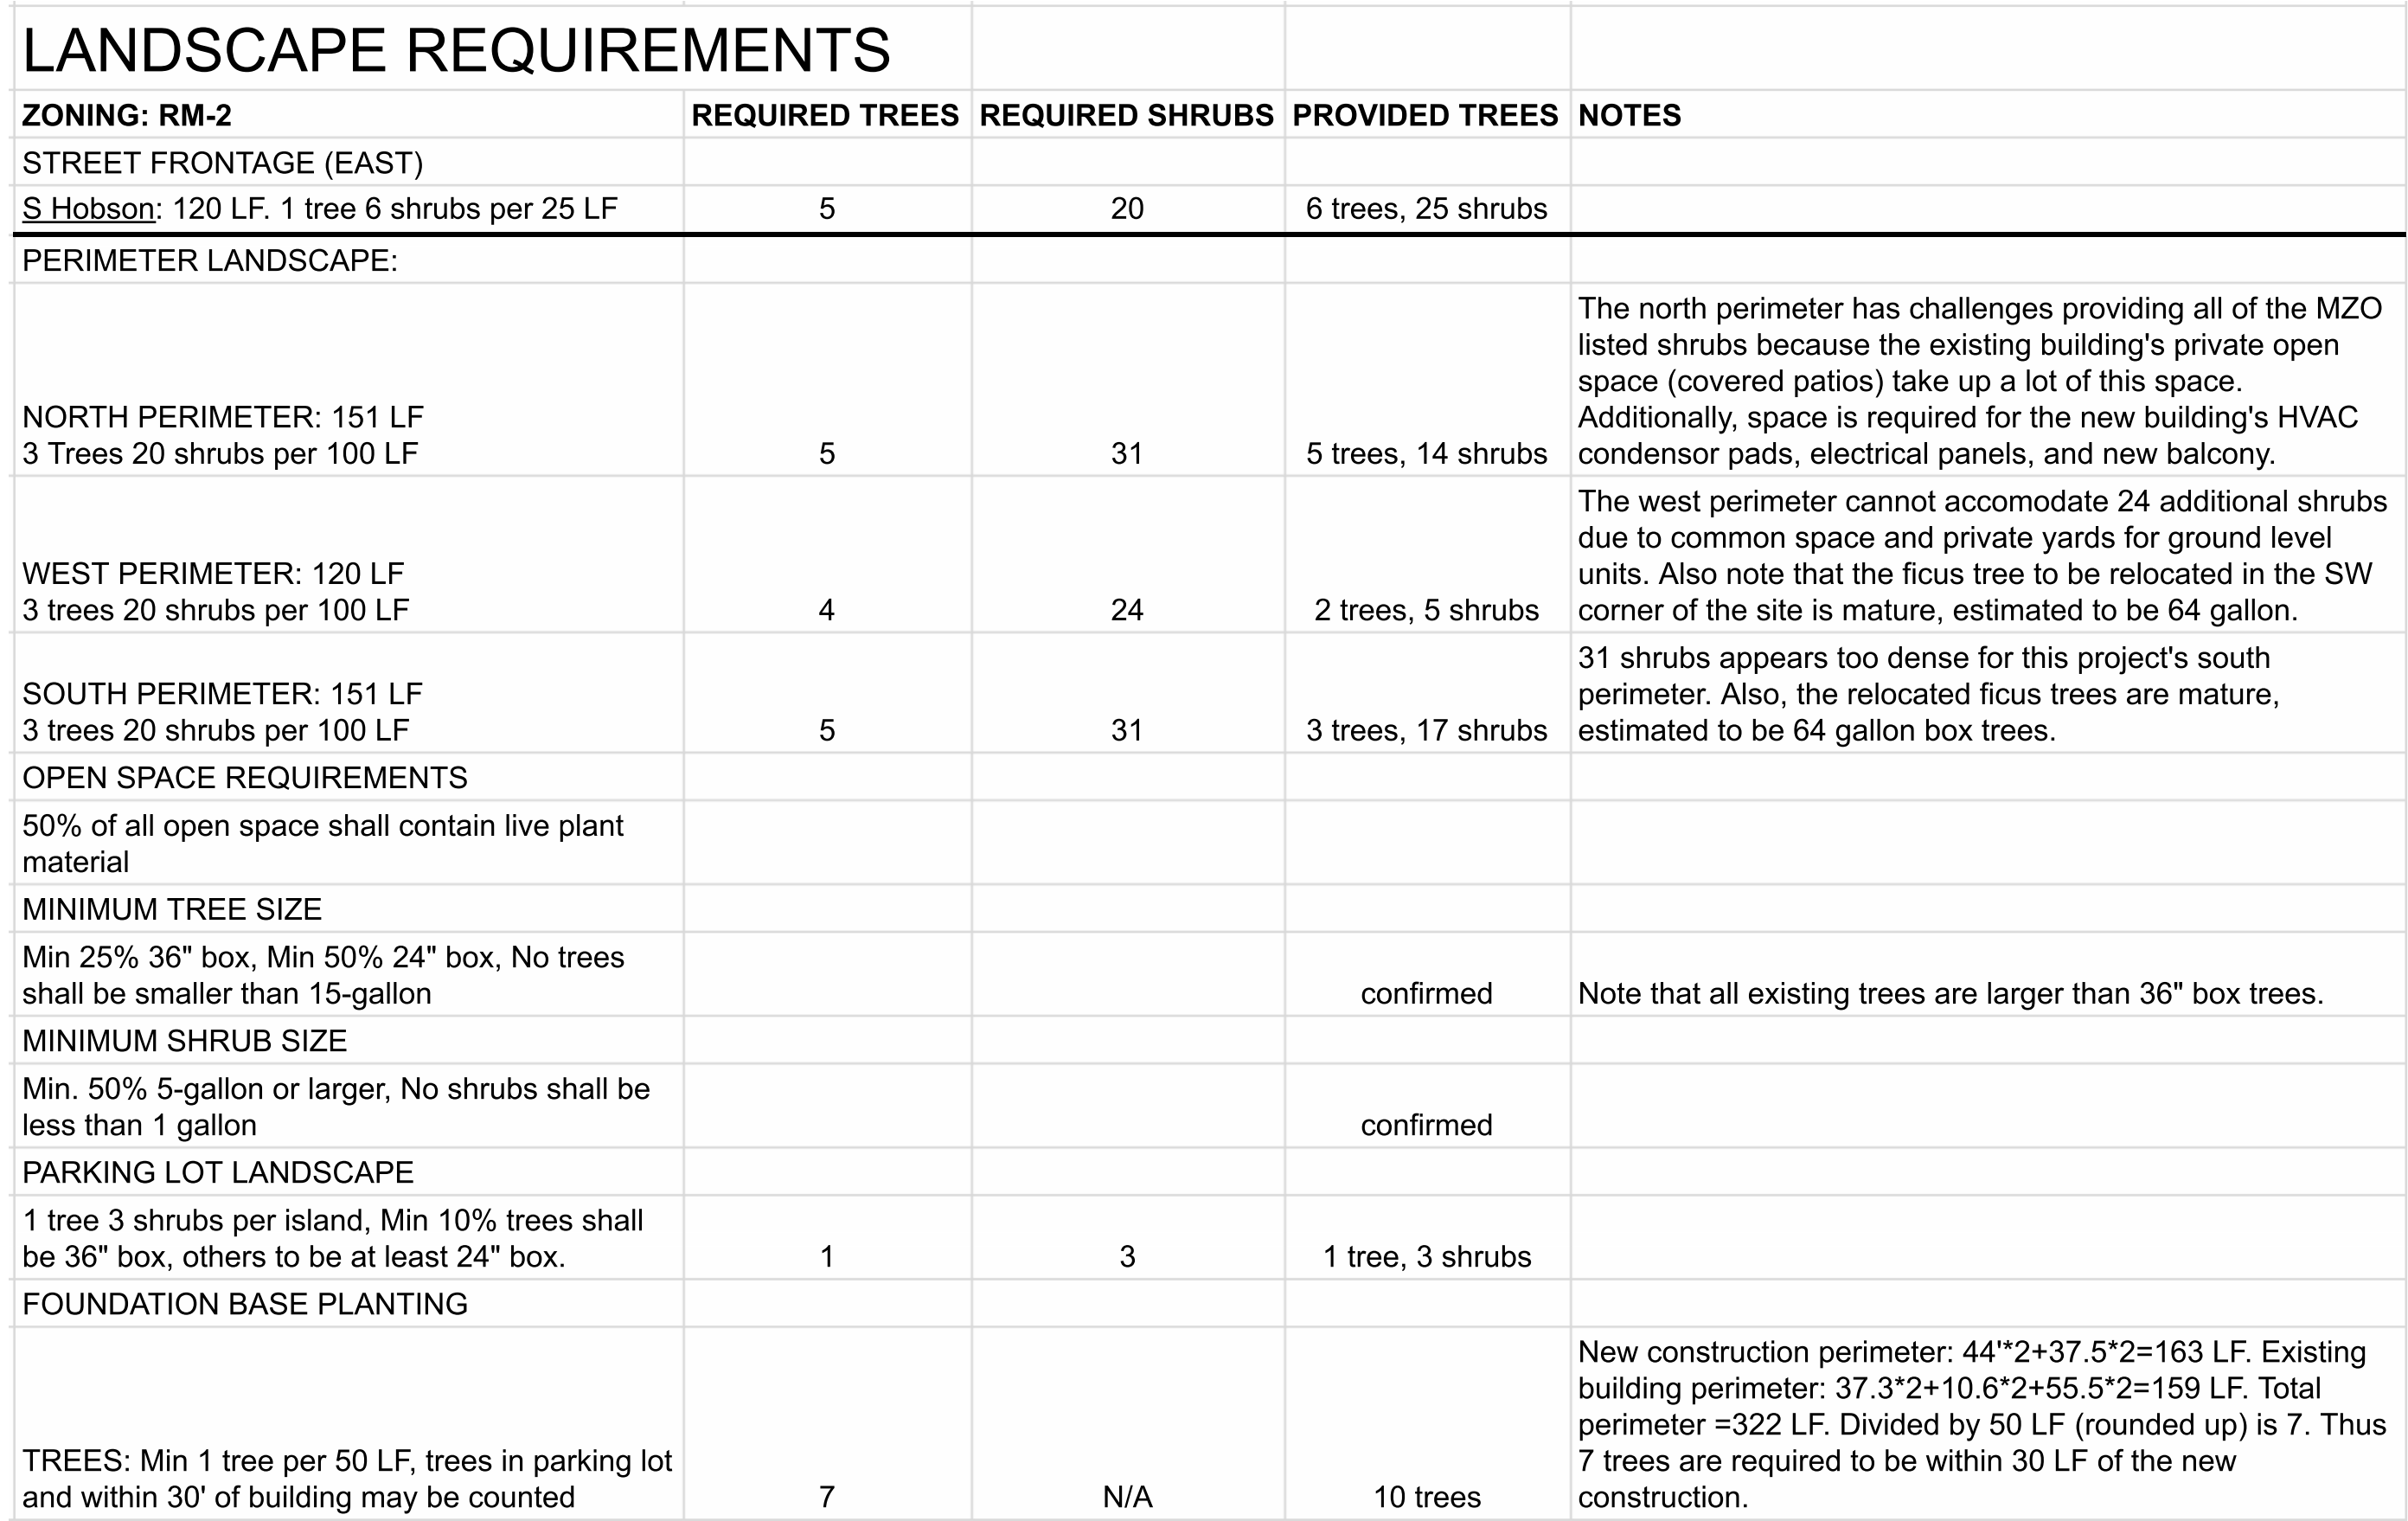 LANDSCAPE REQUIREMENTS
ZONING: RM-2 REQUIRED TREES REQUIRED SHRUBS PROVIDED TREES NOTES
STREET FRONTAGE (EAST)
S Hobson: 120 LF. 1 tree 6 shrubs per 25 LF 5 20 6 trees, 25 shrubs
PERIMETER LANDSCAPE:
NORTH PERIMETER: 151 LF
3 Trees 20 shrubs per 100 LF 5 31 5 trees, 14 shrubs
The north perimeter has challenges providing all of the MZO
listed shrubs because the existing building's private open
space (covered patios) take up a lot of this space.
Additionally, space is required for the new building's HVAC
condensor pads, electrical panels, and new balcony.
WEST PERIMETER: 120 LF
3 trees 20 shrubs per 100 LF 4 24 2 trees, 5 shrubs
The west perimeter cannot accomodate 24 additional shrubs
due to common space and private yards for ground level
units. Also note that the ficus tree to be relocated in the SW
corner of the site is mature, estimated to be 64 gallon.
SOUTH PERIMETER: 151 LF
3 trees 20 shrubs per 100 LF 5 31 3 trees, 17 shrubs
31 shrubs appears too dense for this project's south
perimeter. Also, the relocated ficus trees are mature,
estimated to be 64 gallon box trees.
OPEN SPACE REQUIREMENTS
50% of all open space shall contain live plant
material
MINIMUM TREE SIZE
Min 25% 36" box, Min 50% 24" box, No trees
shall be smaller than 15-gallon confirmed Note that all existing trees are larger than 36" box trees.
MINIMUM SHRUB SIZE
Min. 50% 5-gallon or larger, No shrubs shall be
less than 1 gallon confirmed
PARKING LOT LANDSCAPE
1 tree 3 shrubs per island, Min 10% trees shall
be 36" box, others to be at least 24" box. 1 3 1 tree, 3 shrubs
FOUNDATION BASE PLANTING
TREES: Min 1 tree per 50 LF, trees in parking lot
and within 30' of building may be counted 7 N/A 10 trees
New construction perimeter: 44'*2+37.5*2=163 LF. Existing
building perimeter: 37.3*2+10.6*2+55.5*2=159 LF. Total
perimeter =322 LF. Divided by 50 LF (rounded up) is 7. Thus
7 trees are required to be within 30 LF of the new
construction.